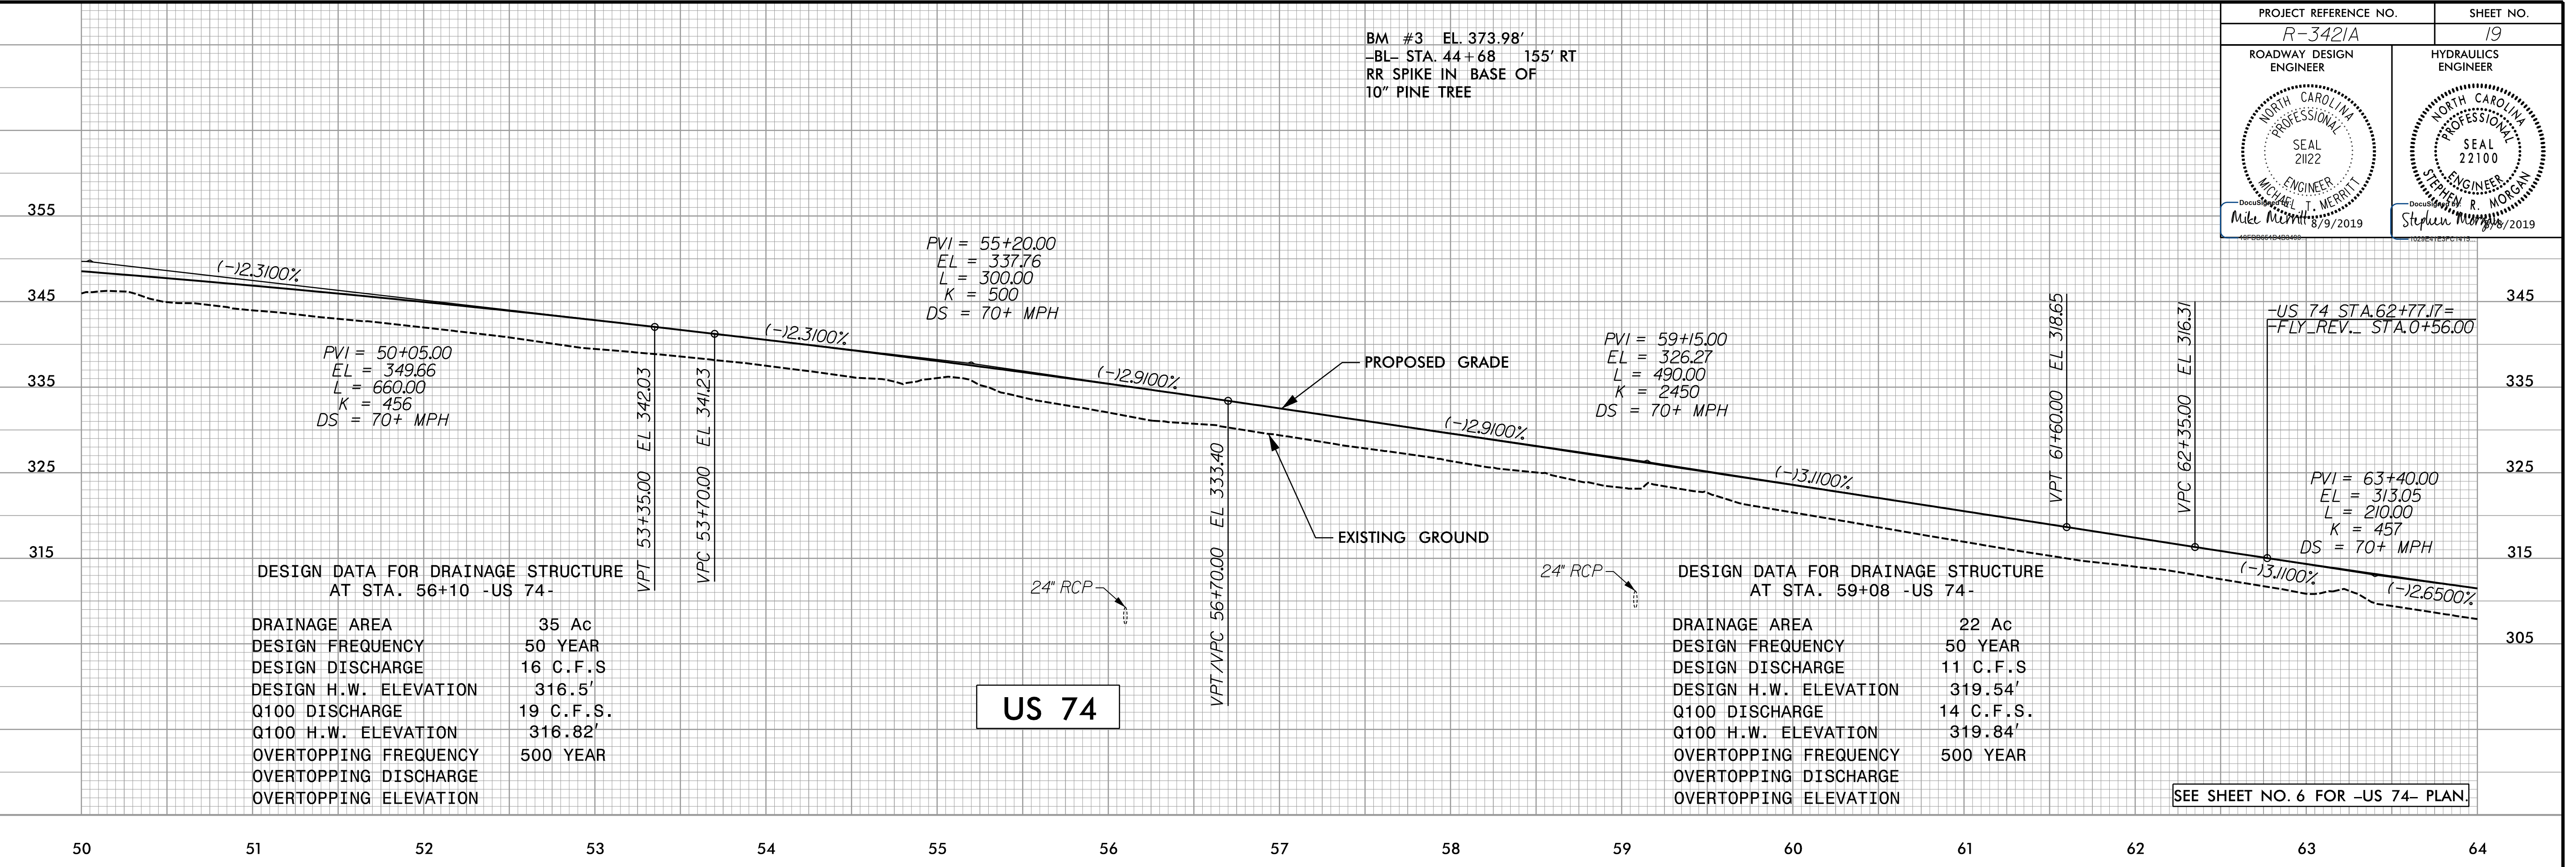 BM #3 EL. 373.98'
-BL- STA. 44+68 155' RT
RR SPIKE IN BASE OF
10" PINE TREE
PROJECT REFERENCE NO.
SHEET NO.
R-3421A
19
ROADWAY DESIGN
ENGINEER
HYDRAULICS
ENGINEER
NORTH CAROLINA
PROFESSIONAL
SEAL
21122
ENGINEER
MICHAEL T. MERRITT
DocuSigned by:
Mike Merritt
8/9/2019
NORTH CAROLINA
PROFESSIONAL
SEAL
22100
ENGINEER
STEPHEN R. MORGAN
DocuSigned by:
Stephen Morgan
8/8/2019
355
345
335
325
315
(-)2.3100%
PVI = 50+05.00
EL = 349.66
L = 660.00
K = 456
DS = 70+ MPH
VPT 53+35.00 EL 342.03
VPC 53+70.00 EL 341.23
(-)2.3100%
PVI = 55+20.00
EL = 337.76
L = 300.00
K = 500
DS = 70+ MPH
(-)2.9100%
VPT/VPC 56+70.00 EL 333.40
PROPOSED GRADE
EXISTING GROUND
(-)2.9100%
PVI = 59+15.00
EL = 326.27
L = 490.00
K = 2450
DS = 70+ MPH
(-)3.1100%
VPT 61+60.00 EL 318.65
VPC 62+35.00 EL 316.31
-US 74 STA.62+77.17=
-FLY_REV._ STA.0+56.00
PVI = 63+40.00
EL = 313.05
L = 210.00
K = 457
DS = 70+ MPH
(-)3.1100%
(-)2.6500%
345
335
325
315
305
DESIGN DATA FOR DRAINAGE STRUCTURE
AT STA. 56+10 -US 74-
DRAINAGE AREA 35 Ac
DESIGN FREQUENCY 50 YEAR
DESIGN DISCHARGE 16 C.F.S
DESIGN H.W. ELEVATION 316.5'
Q100 DISCHARGE 19 C.F.S.
Q100 H.W. ELEVATION 316.82'
OVERTOPPING FREQUENCY 500 YEAR
OVERTOPPING DISCHARGE
OVERTOPPING ELEVATION
24" RCP
US 74
24" RCP
DESIGN DATA FOR DRAINAGE STRUCTURE
AT STA. 59+08 -US 74-
DRAINAGE AREA 22 Ac
DESIGN FREQUENCY 50 YEAR
DESIGN DISCHARGE 11 C.F.S
DESIGN H.W. ELEVATION 319.54'
Q100 DISCHARGE 14 C.F.S.
Q100 H.W. ELEVATION 319.84'
OVERTOPPING FREQUENCY 500 YEAR
OVERTOPPING DISCHARGE
OVERTOPPING ELEVATION
SEE SHEET NO. 6 FOR -US 74- PLAN.
50 51 52 53 54 55 56 57 58 59 60 61 62 63 64